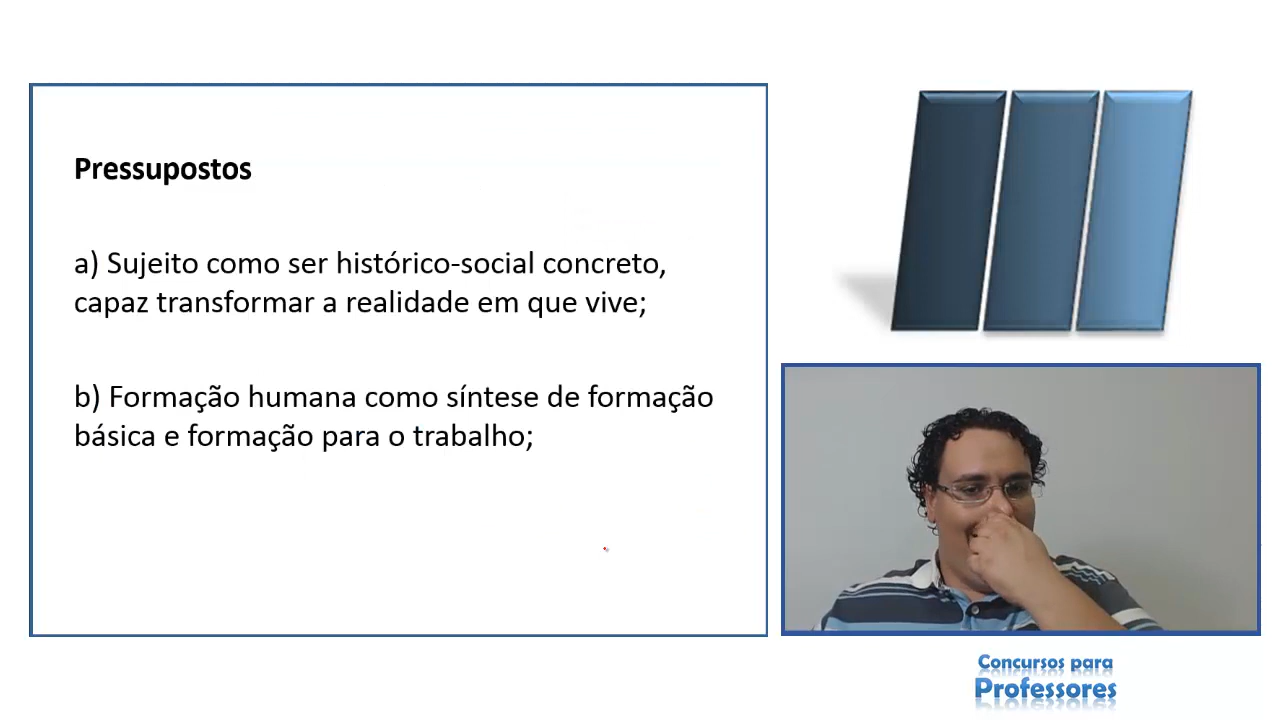 Pressupostos
a) Sujeito como ser histórico-social concreto,
capaz transformar a realidade em que vive;
b) Formação humana como síntese de formação
básica e formação para o trabalho;
Concursos para
Professores